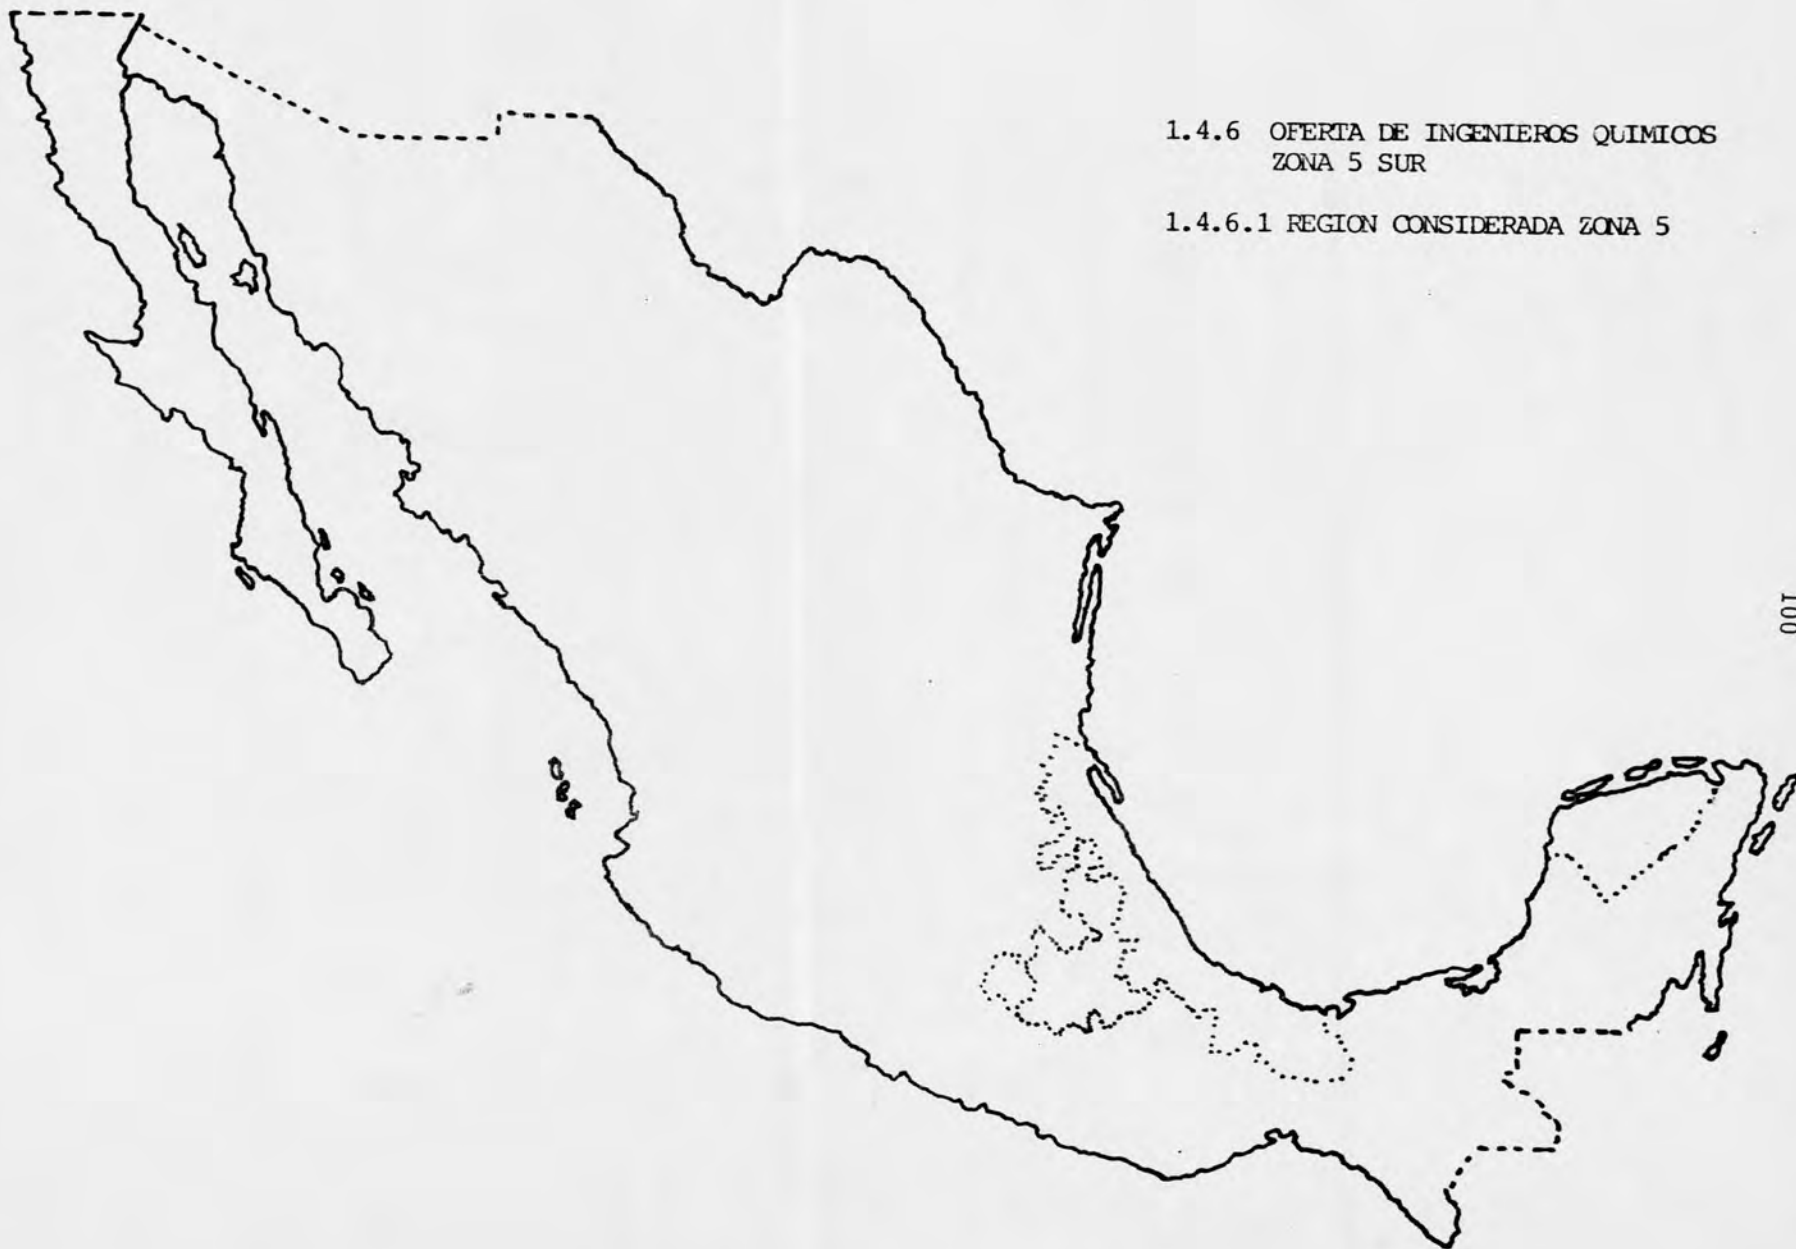 1.4.6 OFERTA DE INGENIEROS QUIMICOS
ZONA 5 SUR
1.4.6.1 REGION CONSIDERADA ZONA 5
100